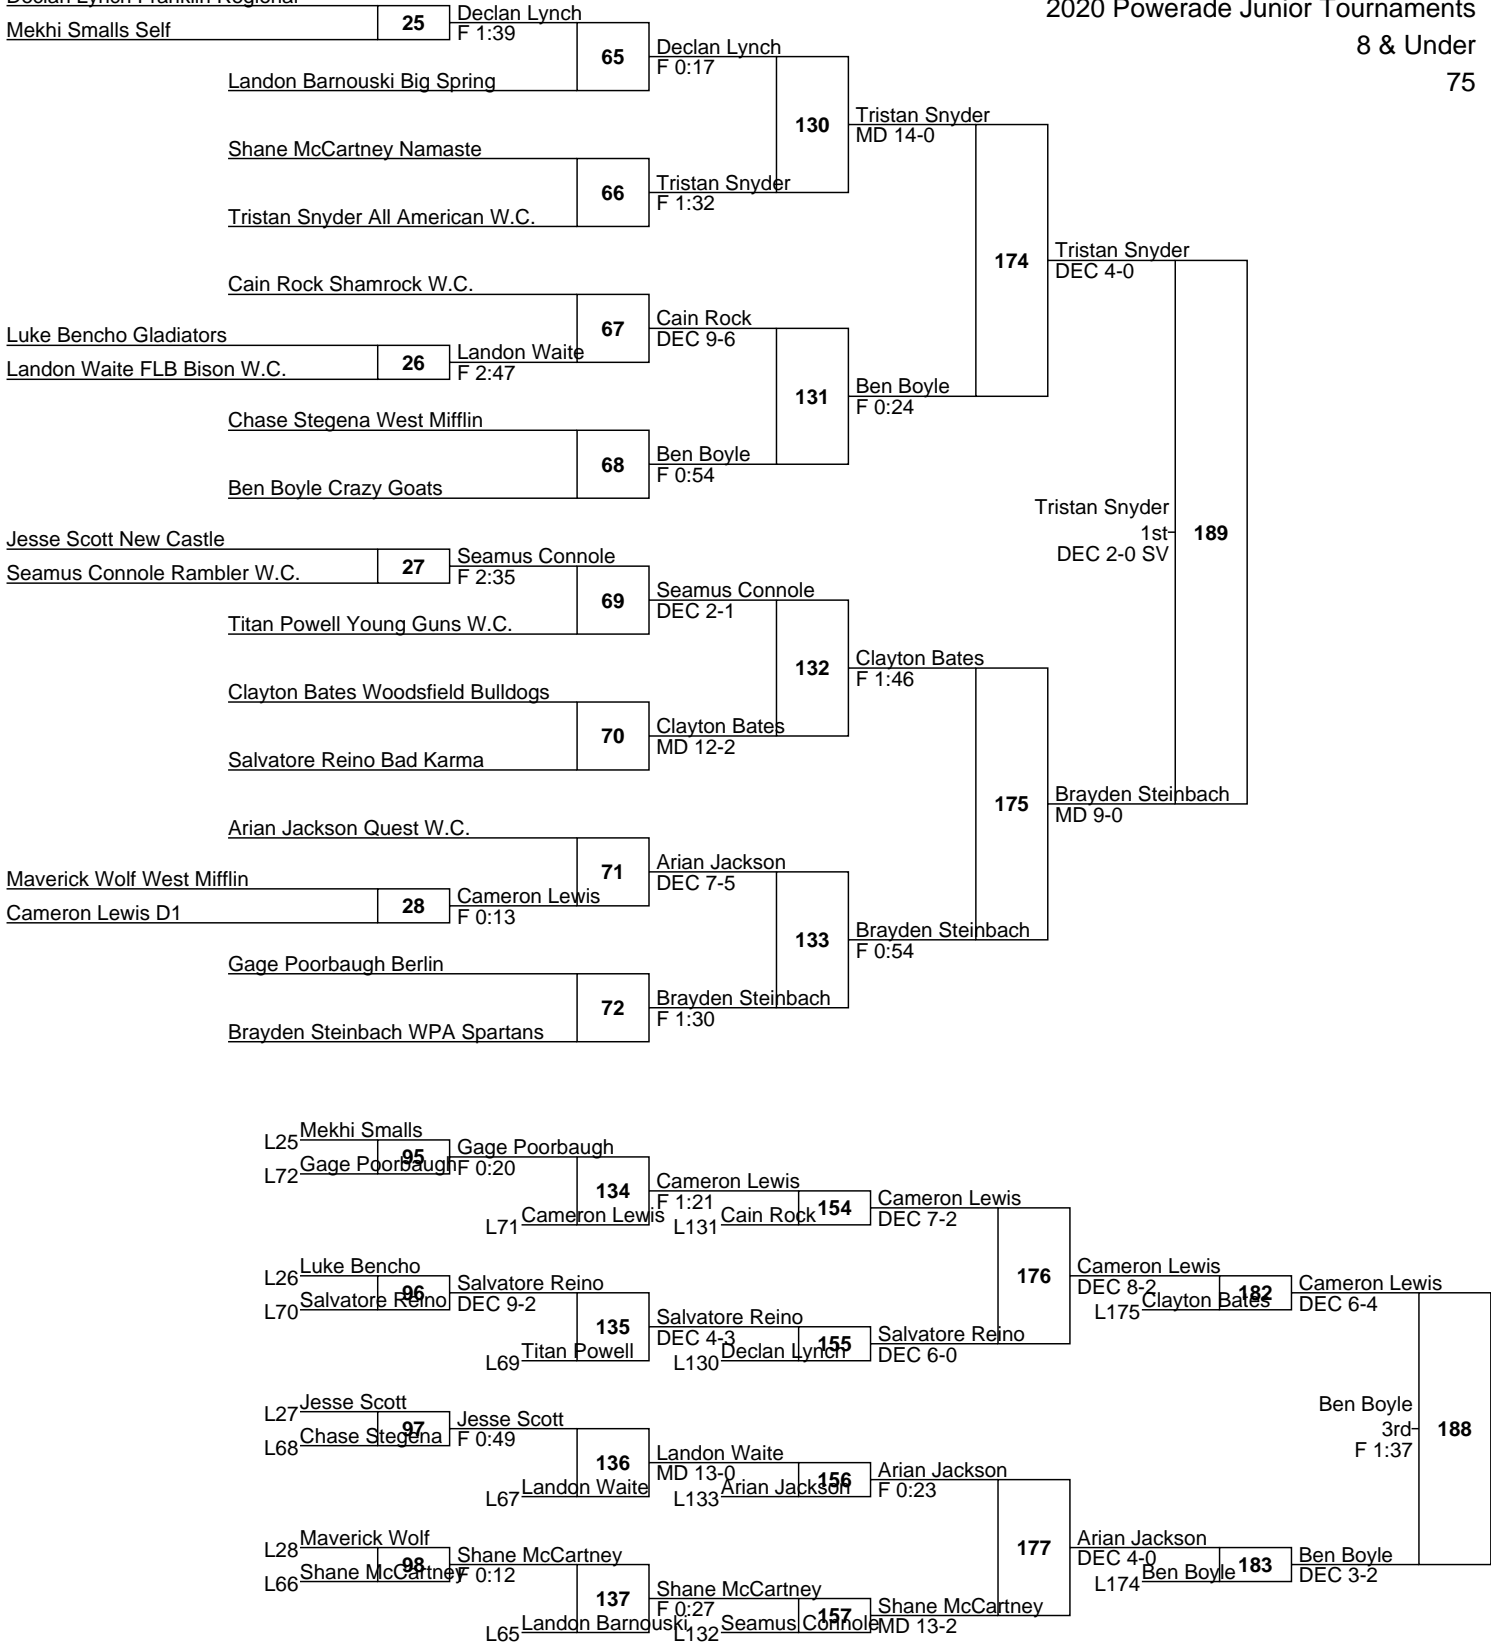 Declan Lynch Franklin Regional
Mekhi Smalls Self
25
Declan Lynch
F 1:39
2020 Powerade Junior Tournaments
8 & Under
75
65
Declan Lynch
F 0:17
Landon Barnouski Big Spring
130
Tristan Snyder
MD 14-0
Shane McCartney Namaste
66
Tristan Snyder
F 1:32
Tristan Snyder All American W.C.
174
Tristan Snyder
DEC 4-0
Cain Rock Shamrock W.C.
67
Cain Rock
DEC 9-6
Luke Bencho Gladiators
Landon Waite FLB Bison W.C.
26
Landon Waite
F 2:47
131
Ben Boyle
F 0:24
Chase Stegena West Mifflin
68
Ben Boyle
F 0:54
Ben Boyle Crazy Goats
Tristan Snyder
1st
DEC 2-0 SV
189
Jesse Scott New Castle
Seamus Connole Rambler W.C.
27
Seamus Connole
F 2:35
69
Seamus Connole
DEC 2-1
Titan Powell Young Guns W.C.
132
Clayton Bates
F 1:46
Clayton Bates Woodsfield Bulldogs
70
Clayton Bates
MD 12-2
Salvatore Reino Bad Karma
175
Brayden Steinbach
MD 9-0
Arian Jackson Quest W.C.
71
Arian Jackson
DEC 7-5
Maverick Wolf West Mifflin
Cameron Lewis D1
28
Cameron Lewis
F 0:13
133
Brayden Steinbach
F 0:54
Gage Poorbaugh Berlin
72
Brayden Steinbach
F 1:30
Brayden Steinbach WPA Spartans
L25 Mekhi Smalls
L72 Gage Poorbaugh
95
Gage Poorbaugh
F 0:20
134
L71 Cameron Lewis
Cameron Lewis
F 1:21
L131 Cain Rock
154
Cameron Lewis
DEC 7-2
L26 Luke Bencho
L70 Salvatore Reino
96
Salvatore Reino
DEC 9-2
135
L69 Titan Powell
Salvatore Reino
DEC 4-3
L130 Declan Lynch
155
Salvatore Reino
DEC 6-0
176
Cameron Lewis
DEC 8-2
L175 Clayton Bates
182
Cameron Lewis
DEC 6-4
L27 Jesse Scott
L68 Chase Stegena
97
Jesse Scott
F 0:49
136
L67 Landon Waite
Landon Waite
MD 13-0
L133 Arian Jackson
156
Arian Jackson
F 0:23
Ben Boyle
3rd
F 1:37
188
L28 Maverick Wolf
L66 Shane McCartney
98
Shane McCartney
F 0:12
137
L65 Landon Barnouski
Shane McCartney
F 0:27
L132 Seamus Connole
157
Shane McCartney
MD 13-2
177
Arian Jackson
DEC 4-0
L174 Ben Boyle
183
Ben Boyle
DEC 3-2